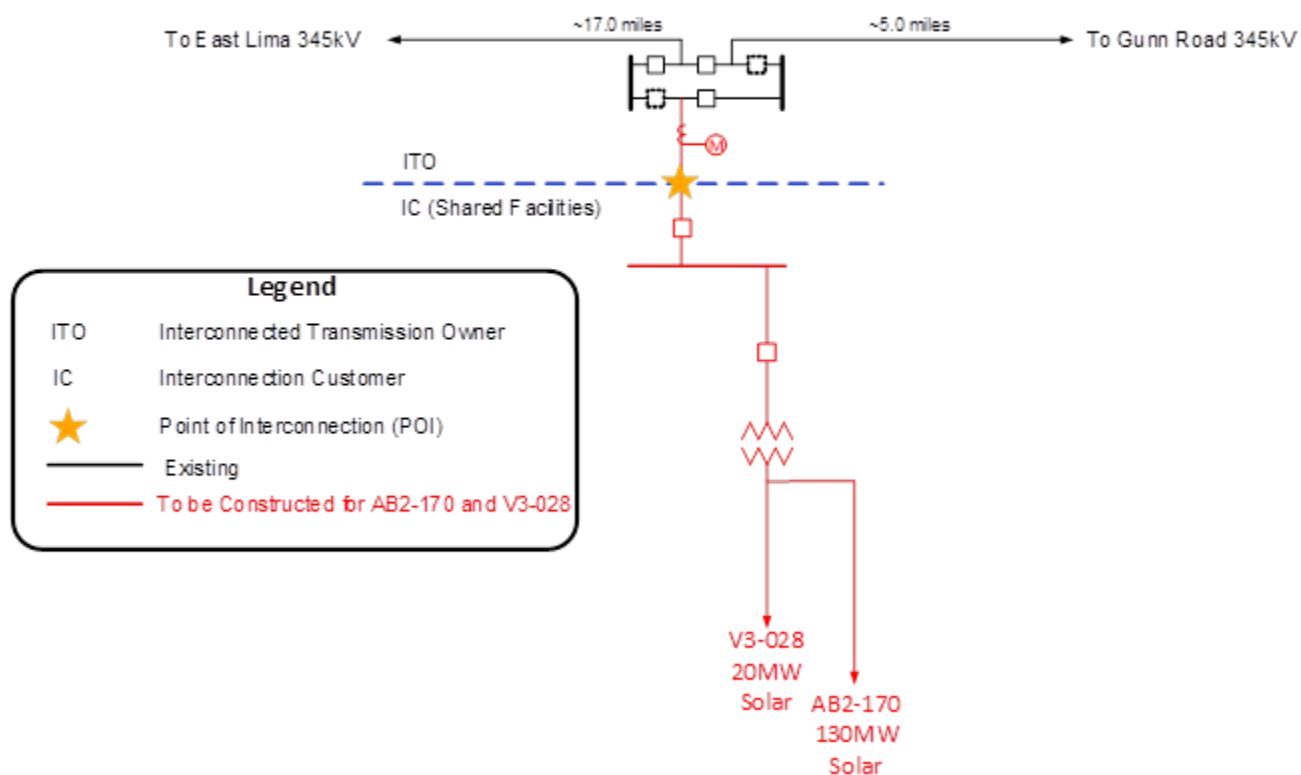 ~17.0 miles
~5.0 miles
To East Lima 345kV
To Gunn Road 345kV
M
ITO
IC (Shared Facilities)
Legend
ITO Interconnected Transmission Owner
IC Interconnection Customer
Point of Interconnection (POI)
Existing
To be Constructed for AB2-170 and V3-028
V3-028
20MW
Solar
AB2-170
130MW
Solar